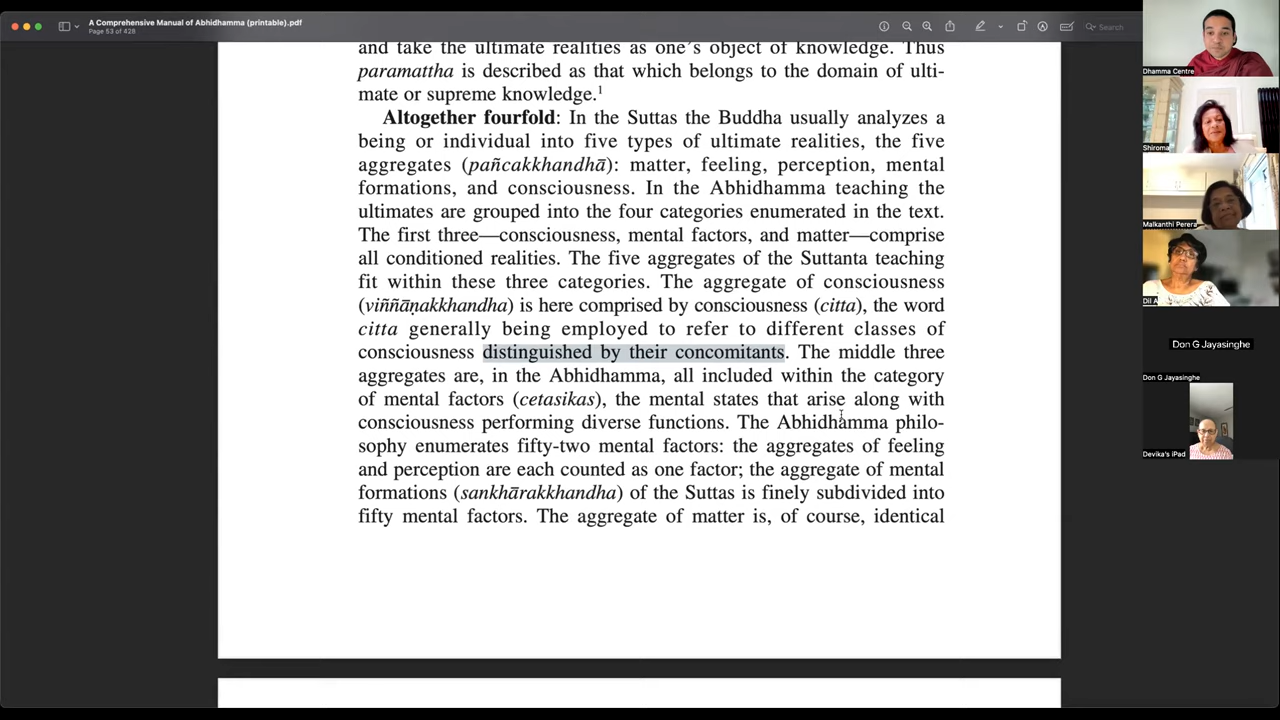 A Comprehensive Manual of Abhidhamma (printable).pdf
Page 53 of 428
Search
and take the ultimate realities as one's object of knowledge. Thus
paramattha is described as that which belongs to the domain of ulti-
mate or supreme knowledge.1
Altogether fourfold: In the Suttas the Buddha usually analyzes a
being or individual into five types of ultimate realities, the five
aggregates (pañcakkhandhā): matter, feeling, perception, mental
formations, and consciousness. In the Abhidhamma teaching the
ultimates are grouped into the four categories enumerated in the text.
The first three—consciousness, mental factors, and matter—comprise
all conditioned realities. The five aggregates of the Suttanta teaching
fit within these three categories. The aggregate of consciousness
(viññāṇakkhandha) is here comprised by consciousness (citta), the word
citta generally being employed to refer to different classes of
consciousness distinguished by their concomitants. The middle three
aggregates are, in the Abhidhamma, all included within the category
of mental factors (cetasikas), the mental states that arise along with
consciousness performing diverse functions. The Abhidhamma philo-
sophy enumerates fifty-two mental factors: the aggregates of feeling
and perception are each counted as one factor; the aggregate of mental
formations (sankhārakkhandha) of the Suttas is finely subdivided into
fifty mental factors. The aggregate of matter is, of course, identical
Dhamma Centre
Shiroma
Malkanthi Perera
Dil A
Don G Jayasinghe
Don G Jayasinghe
Devika's iPad